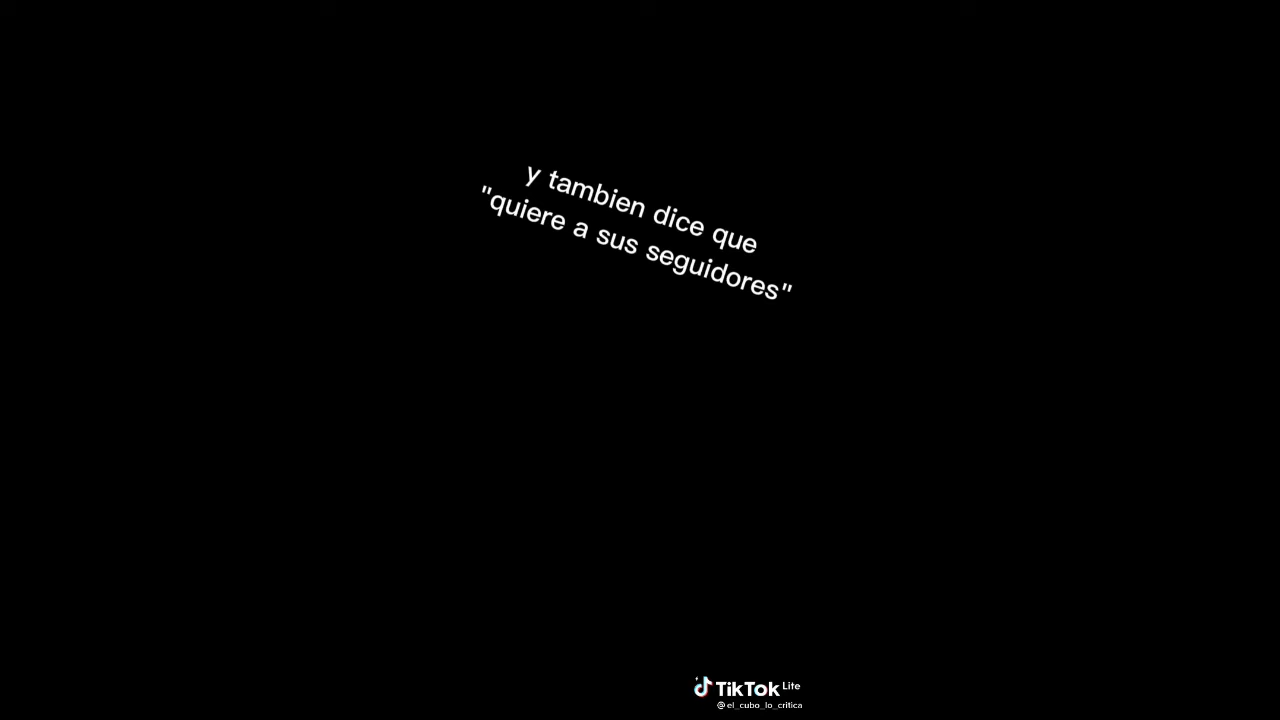 y tambien dice que
"quiere a sus seguidores"
TikTok Lite
@el_cubo_lo_critica